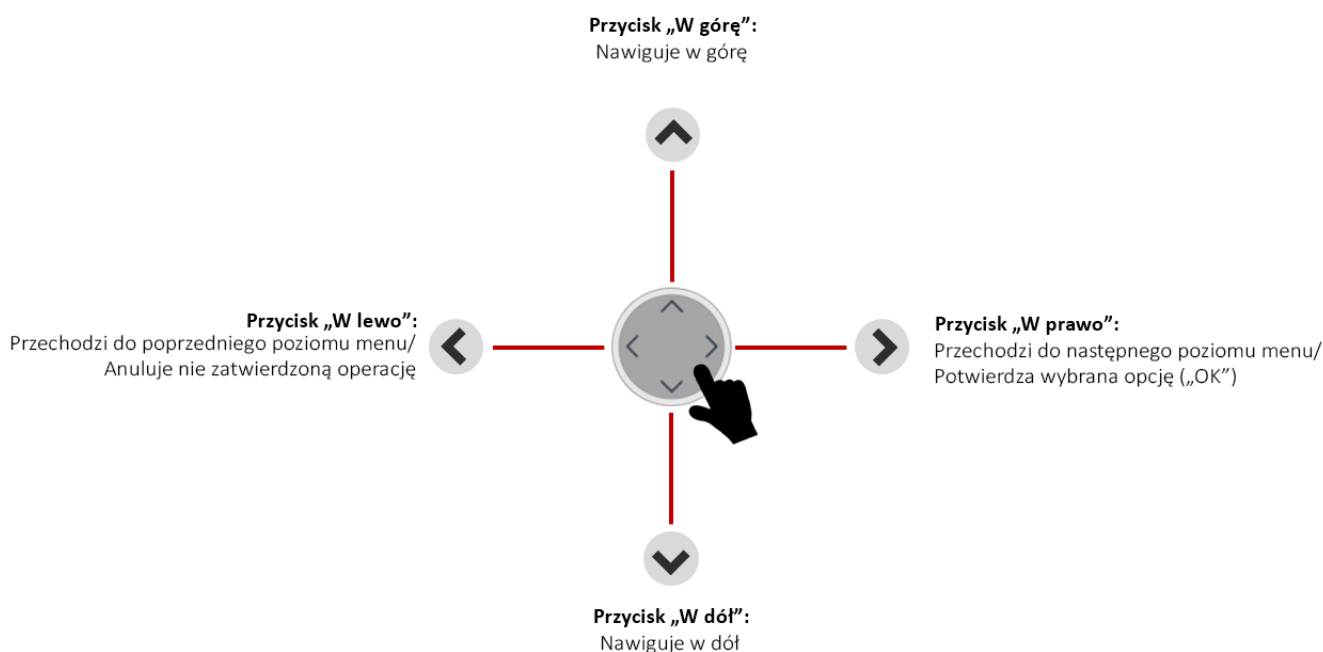 Przycisk „W górę”:
Nawiguje w górę
Przycisk „W lewo”:
Przechodzi do poprzedniego poziomu menu/
Anuluje nie zatwierdzoną operację
Przycisk „W prawo”:
Przechodzi do następnego poziomu menu/
Potwierdza wybrana opcję („OK”)
Przycisk „W dół”:
Nawiguje w dół